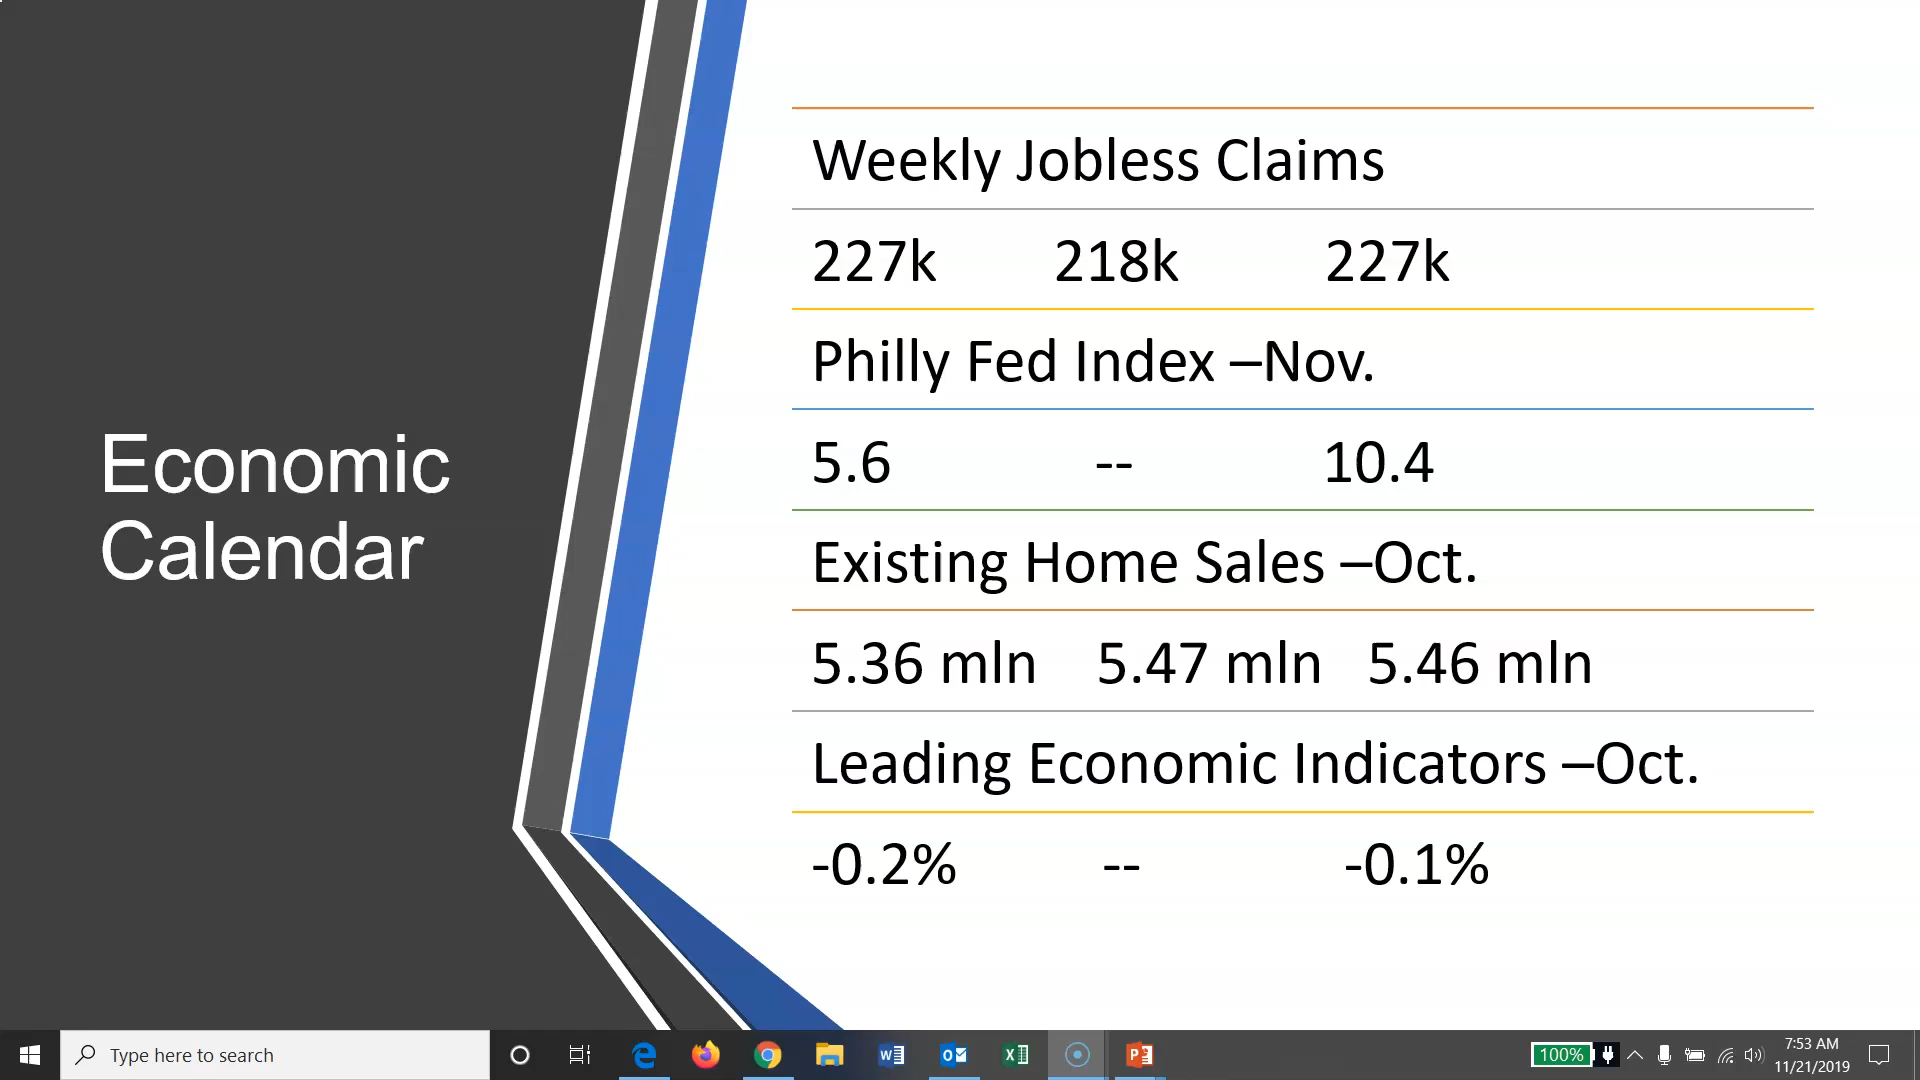 Economic
Calendar
Weekly Jobless Claims
227k 218k 227k
Philly Fed Index –Nov.
5.6 -- 10.4
Existing Home Sales –Oct.
5.36 mln 5.47 mln 5.46 mln
Leading Economic Indicators –Oct.
-0.2% -- -0.1%
Type here to search
100%
7:53 AM
11/21/2019